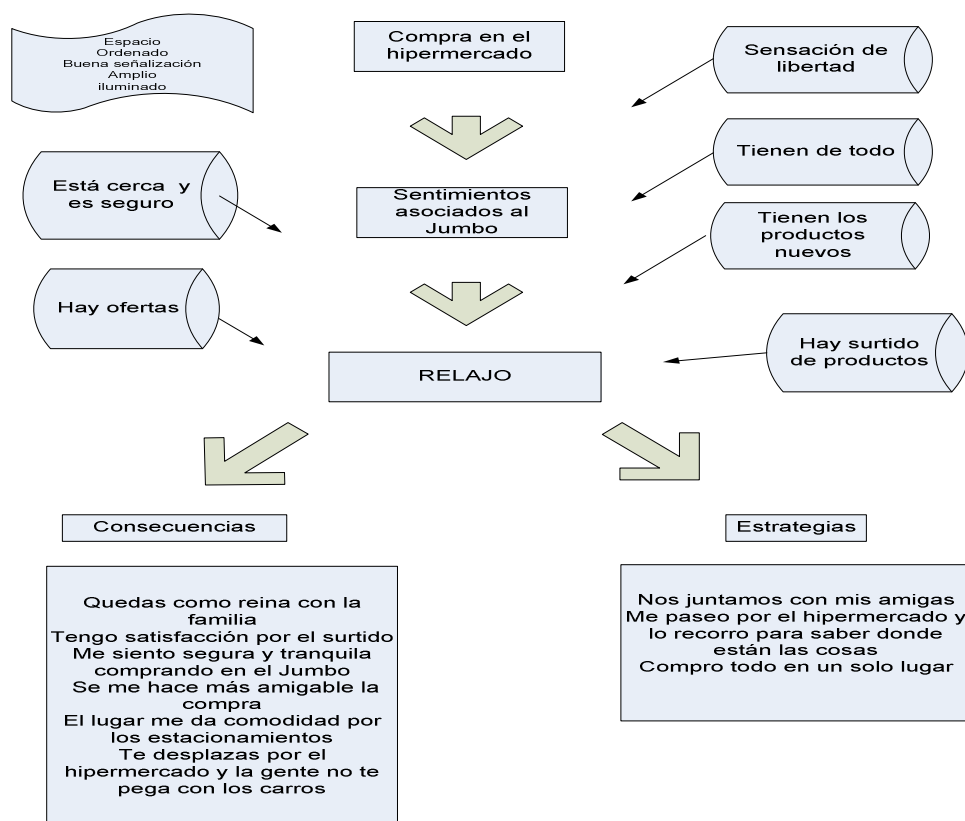 Espacio
Ordenado
Buena señalización
Amplio
iluminado
Compra en el
hipermercado
Sensación de
libertad
Tienen de todo
Está cerca y
es seguro
Sentimientos
asociados al
Jumbo
Tienen los
productos
nuevos
Hay ofertas
Hay surtido
de productos
RELAJO
Consecuencias
Estrategias
Quedas como reina con la
familia
Tengo satisfacción por el surtido
Me siento segura y tranquila
comprando en el Jumbo
Se me hace más amigable la
compra
El lugar me da comodidad por
los estacionamientos
Te desplazas por el
hipermercado y la gente no te
pega con los carros
Nos juntamos con mis amigas
Me paseo por el hipermercado y
lo recorro para saber donde
están las cosas
Compro todo en un solo lugar